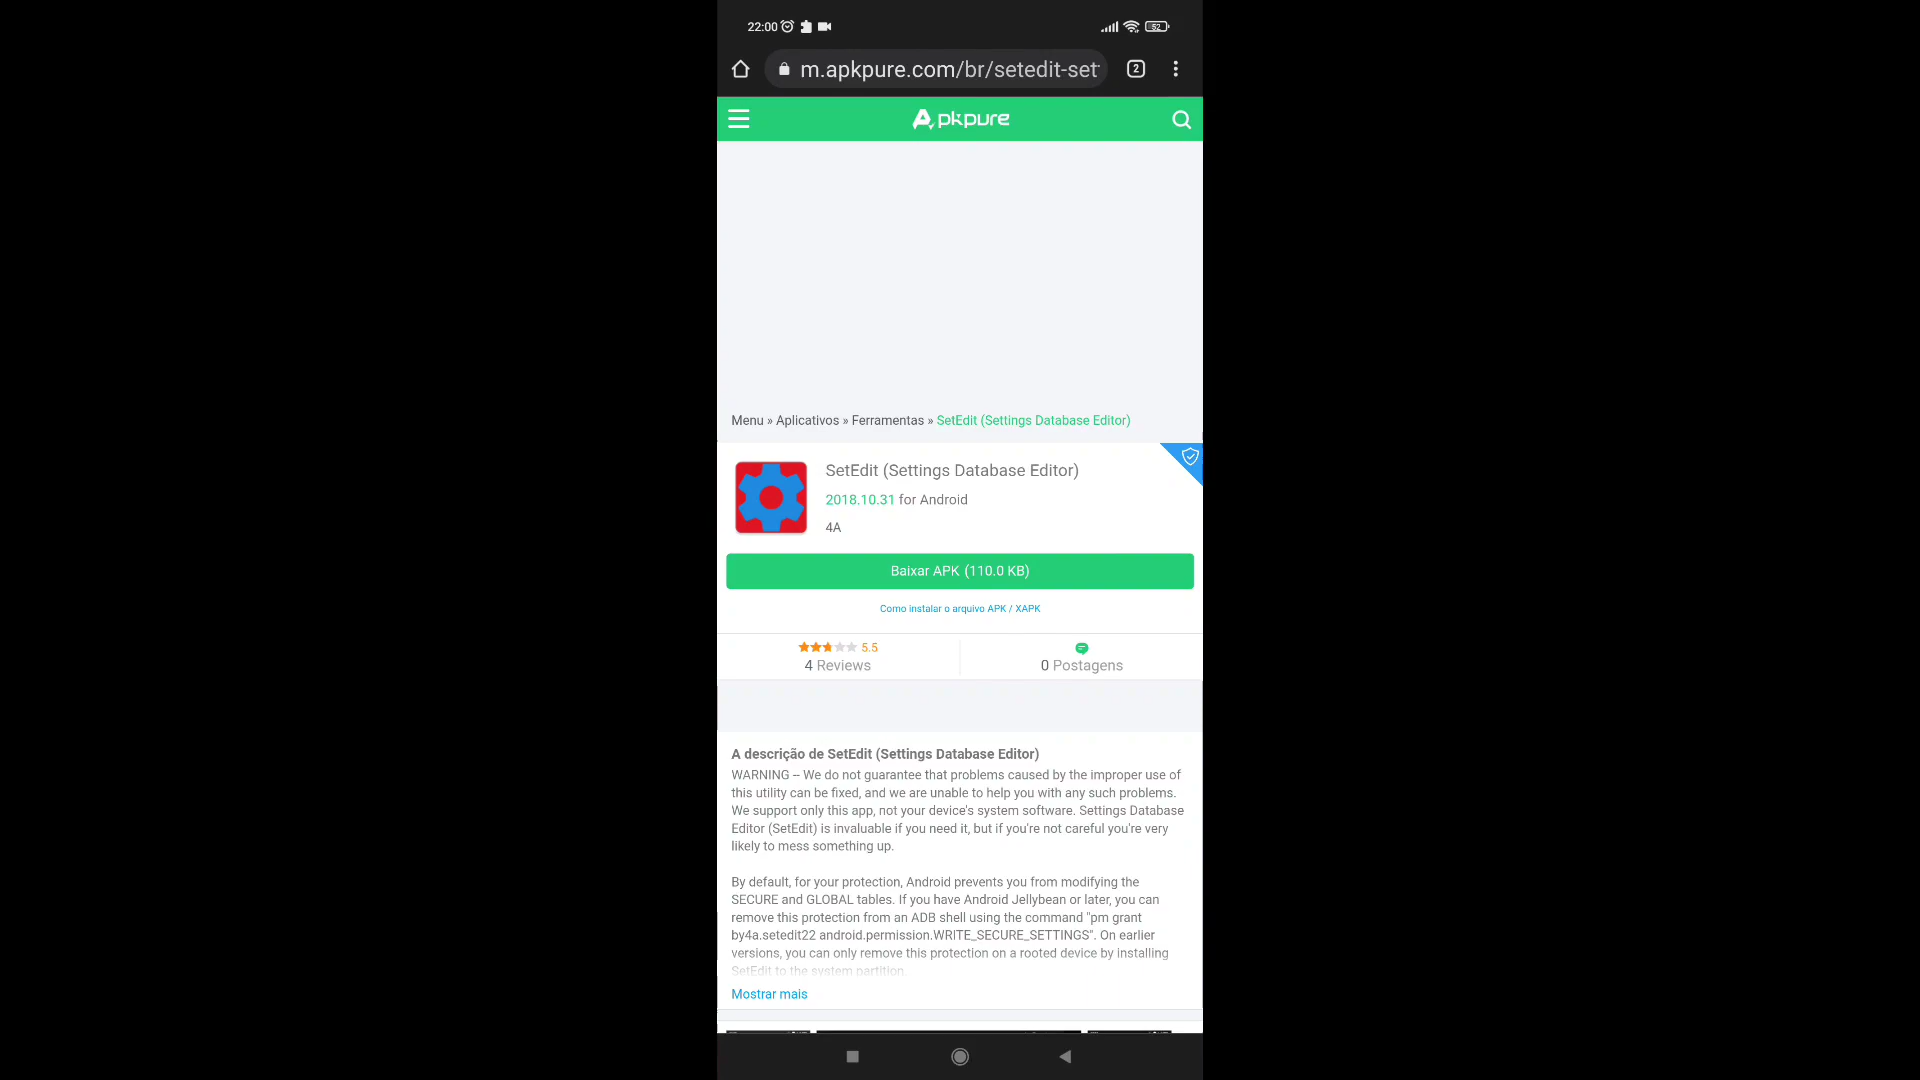 22:00
52
m.apkpure.com/br/setedit-set
2
Apkpure
Menu » Aplicativos » Ferramentas » SetEdit (Settings Database Editor)
SetEdit (Settings Database Editor)
2018.10.31 for Android
4A
Baixar APK (110.0 KB)
Como instalar o arquivo APK / XAPK
5.5
4 Reviews
0 Postagens
A descrição de SetEdit (Settings Database Editor)
WARNING -- We do not guarantee that problems caused by the improper use of
this utility can be fixed, and we are unable to help you with any such problems.
We support only this app, not your device's system software. Settings Database
Editor (SetEdit) is invaluable if you need it, but if you're not careful you're very
likely to mess something up.
By default, for your protection, Android prevents you from modifying the
SECURE and GLOBAL tables. If you have Android Jellybean or later, you can
remove this protection from an ADB shell using the command "pm grant
by4a.setedit22 android.permission.WRITE_SECURE_SETTINGS". On earlier
versions, you can only remove this protection on a rooted device by installing
SetEdit to the system partition.
Mostrar mais